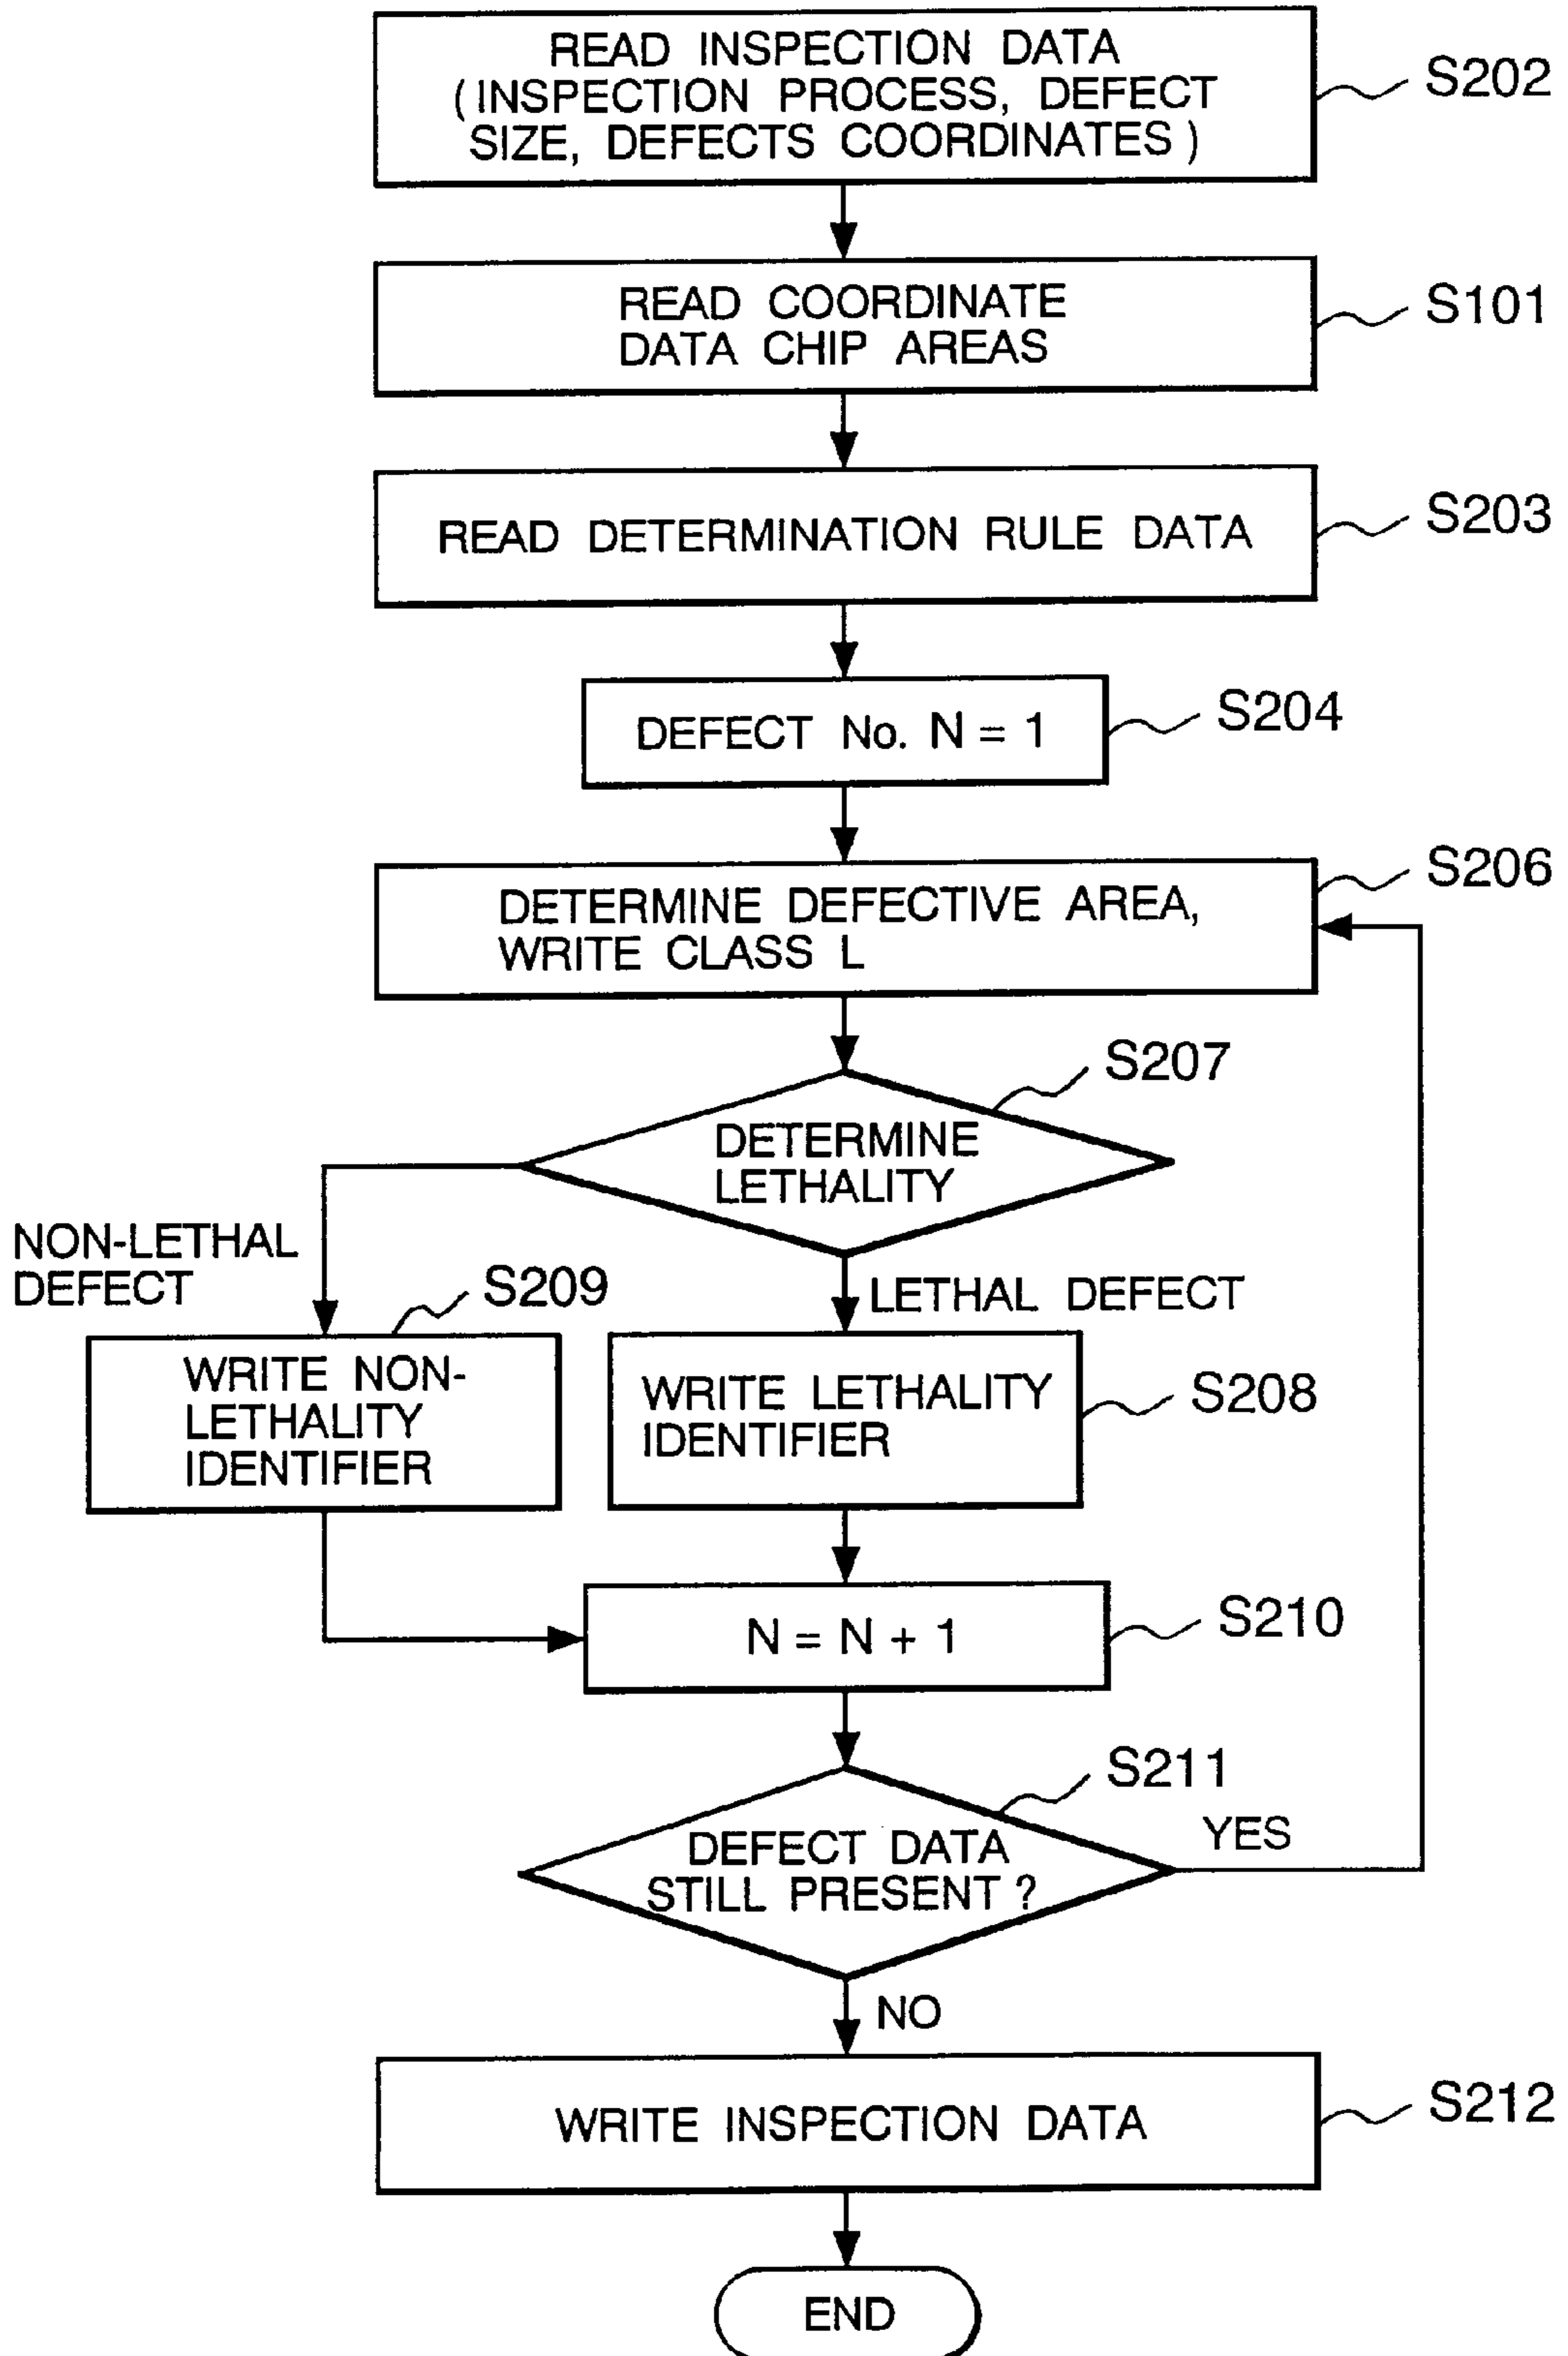 READ INSPECTION DATA
(INSPECTION PROCESS, DEFECT
SIZE, DEFECTS COORDINATES)
S202
READ COORDINATE
DATA CHIP AREAS
S101
READ DETERMINATION RULE DATA
S203
DEFECT No. N = 1
S204
DETERMINE DEFECTIVE AREA,
WRITE CLASS L
S206
DETERMINE
LETHALITY
S207
NON-LETHAL
DEFECT
LETHAL DEFECT
WRITE NON-
LETHALITY
IDENTIFIER
S209
WRITE LETHALITY
IDENTIFIER
S208
N = N + 1
S210
DEFECT DATA
STILL PRESENT ?
S211
YES
NO
WRITE INSPECTION DATA
S212
END